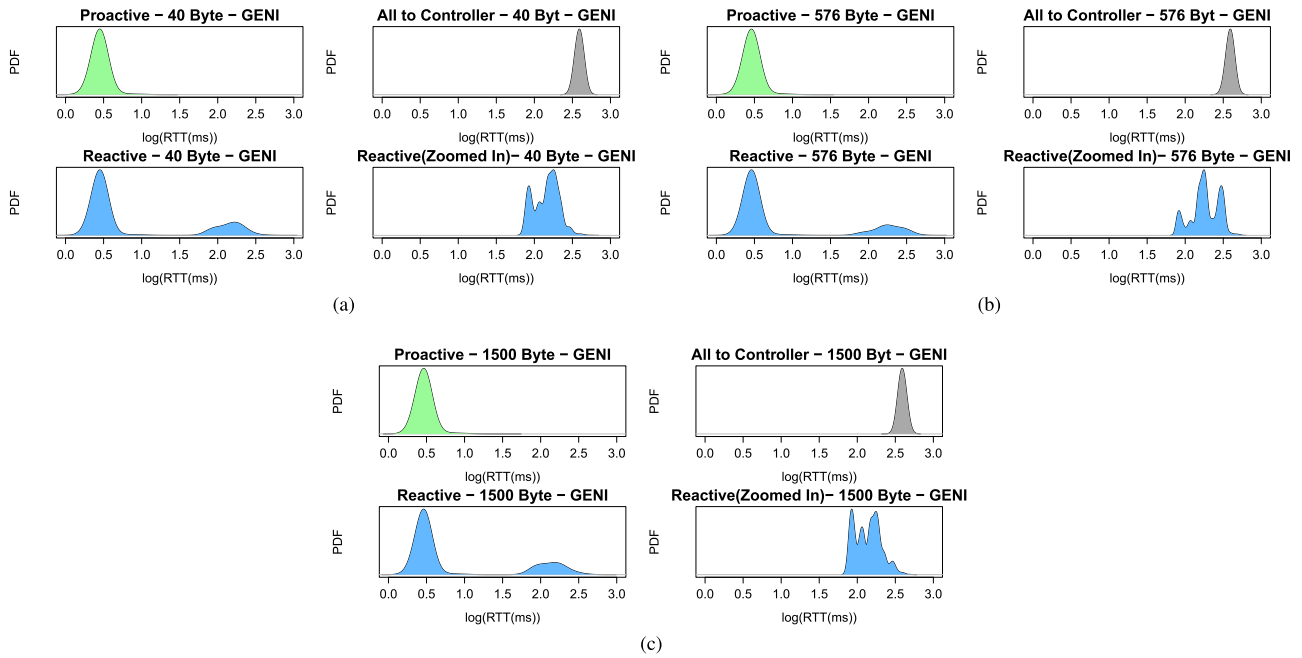 Proactive − 40 Byte − GENI
PDF
0.0 0.5 1.0 1.5 2.0 2.5 3.0
log(RTT(ms))
All to Controller − 40 Byt − GENI
PDF
0.0 0.5 1.0 1.5 2.0 2.5 3.0
log(RTT(ms))
Reactive − 40 Byte − GENI
PDF
0.0 0.5 1.0 1.5 2.0 2.5 3.0
log(RTT(ms))
Reactive(Zoomed In)− 40 Byte − GENI
PDF
0.0 0.5 1.0 1.5 2.0 2.5 3.0
log(RTT(ms))
(a)
Proactive − 576 Byte − GENI
PDF
0.0 0.5 1.0 1.5 2.0 2.5 3.0
log(RTT(ms))
All to Controller − 576 Byt − GENI
PDF
0.0 0.5 1.0 1.5 2.0 2.5 3.0
log(RTT(ms))
Reactive − 576 Byte − GENI
PDF
0.0 0.5 1.0 1.5 2.0 2.5 3.0
log(RTT(ms))
Reactive(Zoomed In)− 576 Byte − GENI
PDF
0.0 0.5 1.0 1.5 2.0 2.5 3.0
log(RTT(ms))
(b)
Proactive − 1500 Byte − GENI
PDF
0.0 0.5 1.0 1.5 2.0 2.5 3.0
log(RTT(ms))
All to Controller − 1500 Byt − GENI
PDF
0.0 0.5 1.0 1.5 2.0 2.5 3.0
log(RTT(ms))
Reactive − 1500 Byte − GENI
PDF
0.0 0.5 1.0 1.5 2.0 2.5 3.0
log(RTT(ms))
Reactive(Zoomed In)− 1500 Byte − GENI
PDF
0.0 0.5 1.0 1.5 2.0 2.5 3.0
log(RTT(ms))
(c)